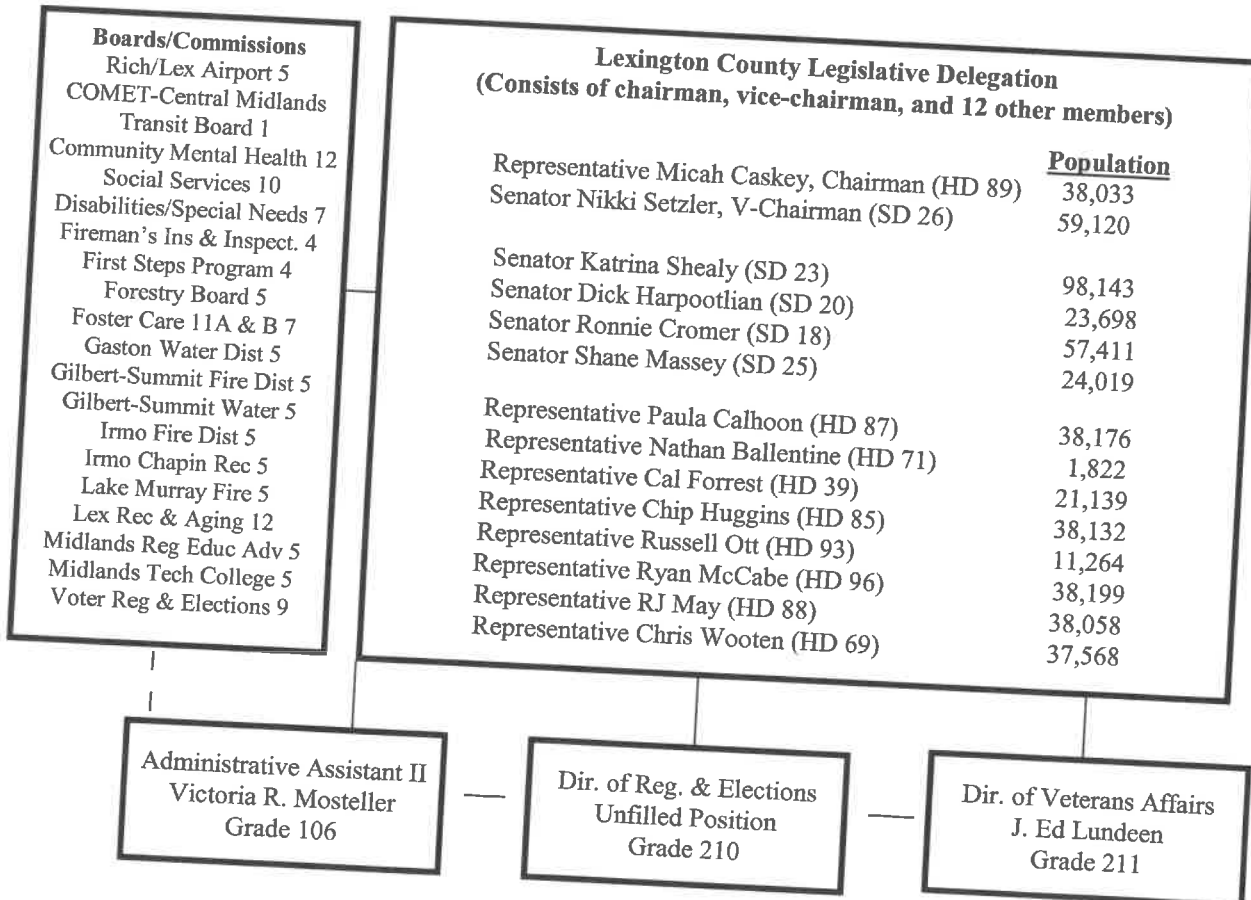 Boards/Commissions
Rich/Lex Airport 5
COMET-Central Midlands
Transit Board 1
Community Mental Health 12
Social Services 10
Disabilities/Special Needs 7
Fireman's Ins & Inspect. 4
First Steps Program 4
Forestry Board 5
Foster Care 11A & B 7
Gaston Water Dist 5
Gilbert-Summit Fire Dist 5
Gilbert-Summit Water 5
Irmo Fire Dist 5
Irmo Chapin Rec 5
Lake Murray Fire 5
Lex Rec & Aging 12
Midlands Reg Educ Adv 5
Midlands Tech College 5
Voter Reg & Elections 9
Lexington County Legislative Delegation
(Consists of chairman, vice-chairman, and 12 other members)
Population
Representative Micah Caskey, Chairman (HD 89) 38,033
Senator Nikki Setzler, V-Chairman (SD 26) 59,120
Senator Katrina Shealy (SD 23) 98,143
Senator Dick Harpootlian (SD 20) 23,698
Senator Ronnie Cromer (SD 18) 57,411
Senator Shane Massey (SD 25) 24,019
Representative Paula Calhoon (HD 87) 38,176
Representative Nathan Ballentine (HD 71) 1,822
Representative Cal Forrest (HD 39) 21,139
Representative Chip Huggins (HD 85) 38,132
Representative Russell Ott (HD 93) 11,264
Representative Ryan McCabe (HD 96) 38,199
Representative RJ May (HD 88) 38,058
Representative Chris Wooten (HD 69) 37,568
Administrative Assistant II
Victoria R. Mosteller
Grade 106
Dir. of Reg. & Elections
Unfilled Position
Grade 210
Dir. of Veterans Affairs
J. Ed Lundeen
Grade 211